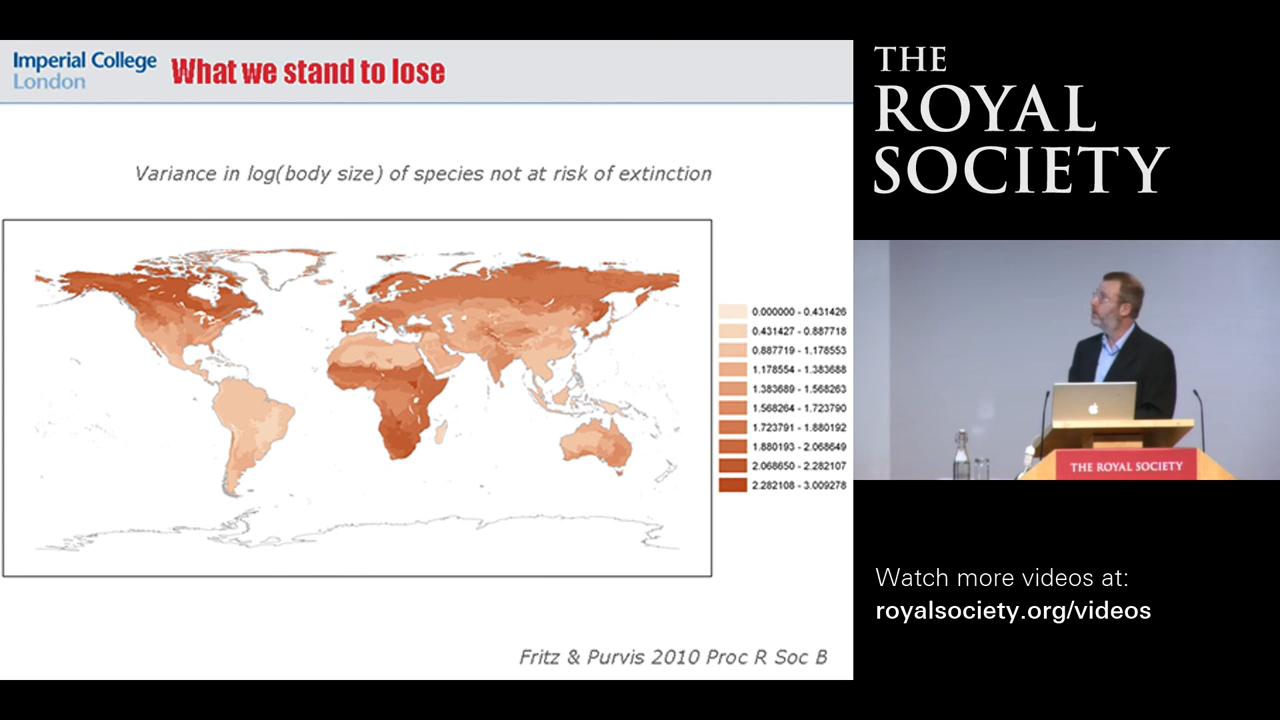 Imperial College
London
What we stand to lose
Variance in log(body size) of species not at risk of extinction
0.000000 - 0.431426
0.431427 - 0.887718
0.887719 - 1.178553
1.178554 - 1.383688
1.383689 - 1.568263
1.568264 - 1.723790
1.723791 - 1.880192
1.880193 - 2.068649
2.068650 - 2.282107
2.282108 - 3.009278
Fritz & Purvis 2010 Proc R Soc B
THE
ROYAL
SOCIETY
THE ROYAL SOCIETY
Watch more videos at:
royalsociety.org/videos